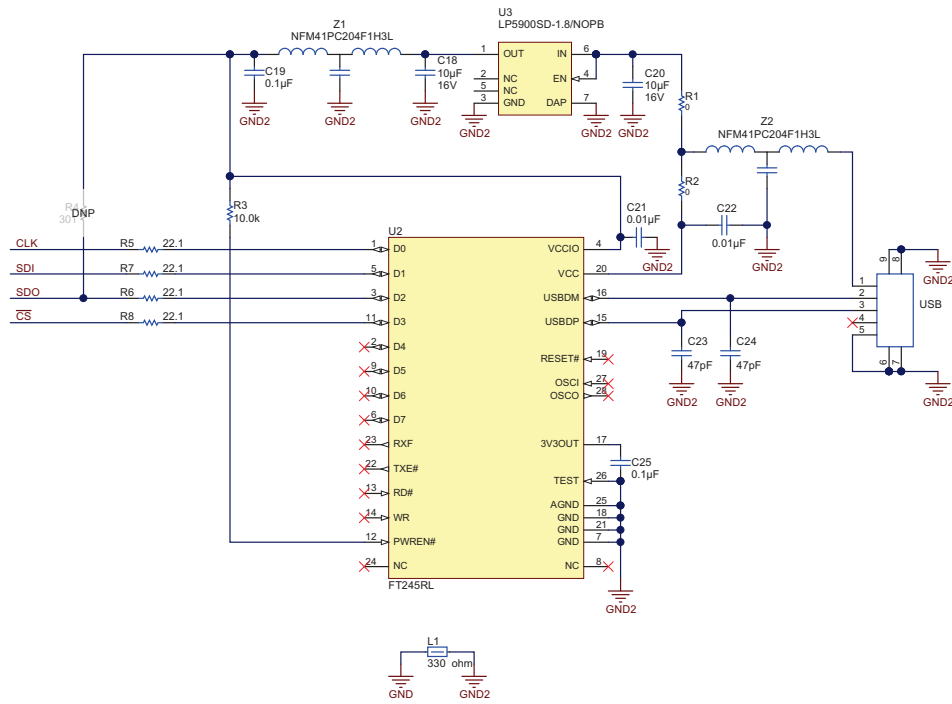 U3
LP5900SD-1.8/NOPB
Z1
NFM41PC204F1H3L
1 OUT IN 6
2 NC EN 4
5 NC
3 GND DAP 7
C19
0.1µF
C18
10µF
16V
C20
10µF
16V
GND2
GND2
GND2
GND2
GND2
GND2
R1
0
Z2
NFM41PC204F1H3L
R2
0
C22
0.01µF
GND2
DNP
R3
10.0k
C21
0.01µF
GND2
U2
CLK R5 22.1 1 D0 VCCIO 4
SDI R7 22.1 5 D1 VCC 20
SDO R6 22.1 3 D2 USBDM 16
CS R8 22.1 11 D3 USBDP 15
2 D4
9 D5 RESET# 19
10 D6 OSCI 27
OSCO 28
6 D7
23 RXF 3V3OUT 17
22 TXE# TEST 26
13 RD# AGND 25
14 WR GND 18
GND 21
12 PWREN# GND 7
24 NC NC 8
FT245RL
C25
0.1µF
GND2
C23
47pF
GND2
C24
47pF
GND2
9 8
GND2
1
2
3
4
5
USB
6 7
GND2
L1
330 ohm
GND GND2